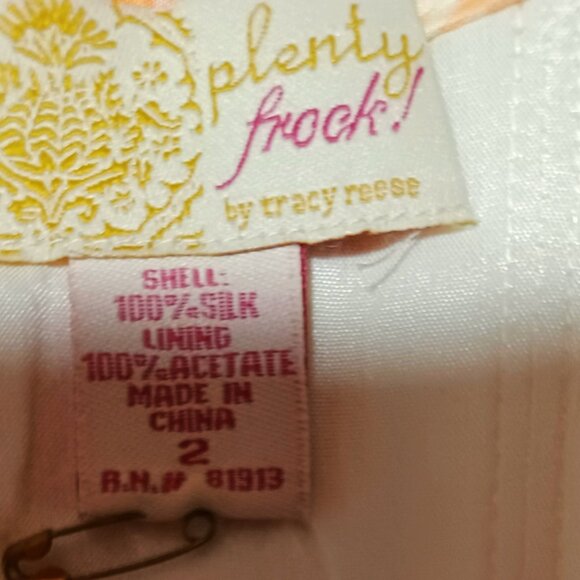 plenty
frock!
by tracy reese
SHELL:
100% SILK
LINING
100% ACETATE
MADE IN
CHINA
2
R.N.# 81913